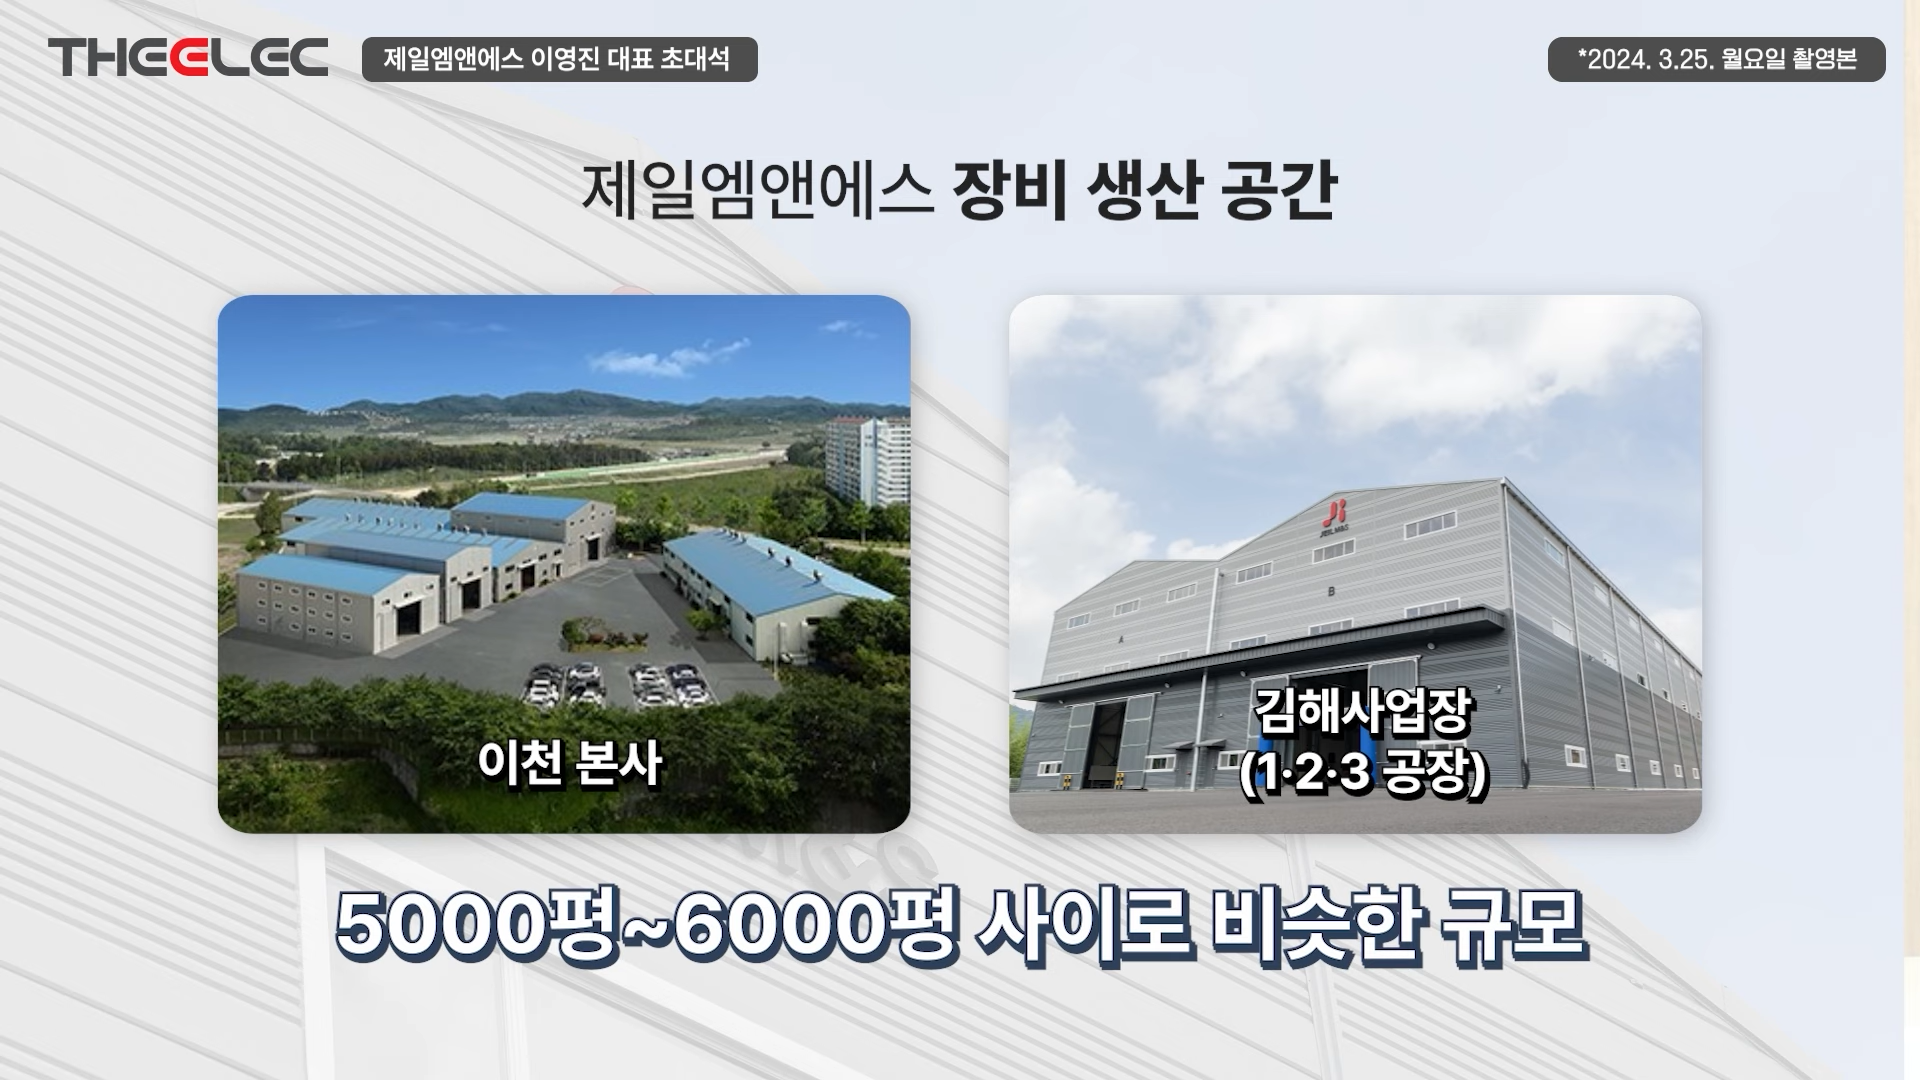 THEELEC
제일엠앤에스 이영진 대표 초대석
*2024. 3.25. 월요일 촬영본
제일엠앤에스 장비 생산 공간
JEIL M&S
B
A
이천 본사
김해사업장
(1·2·3 공장)
5000평~6000평 사이로 비슷한 규모